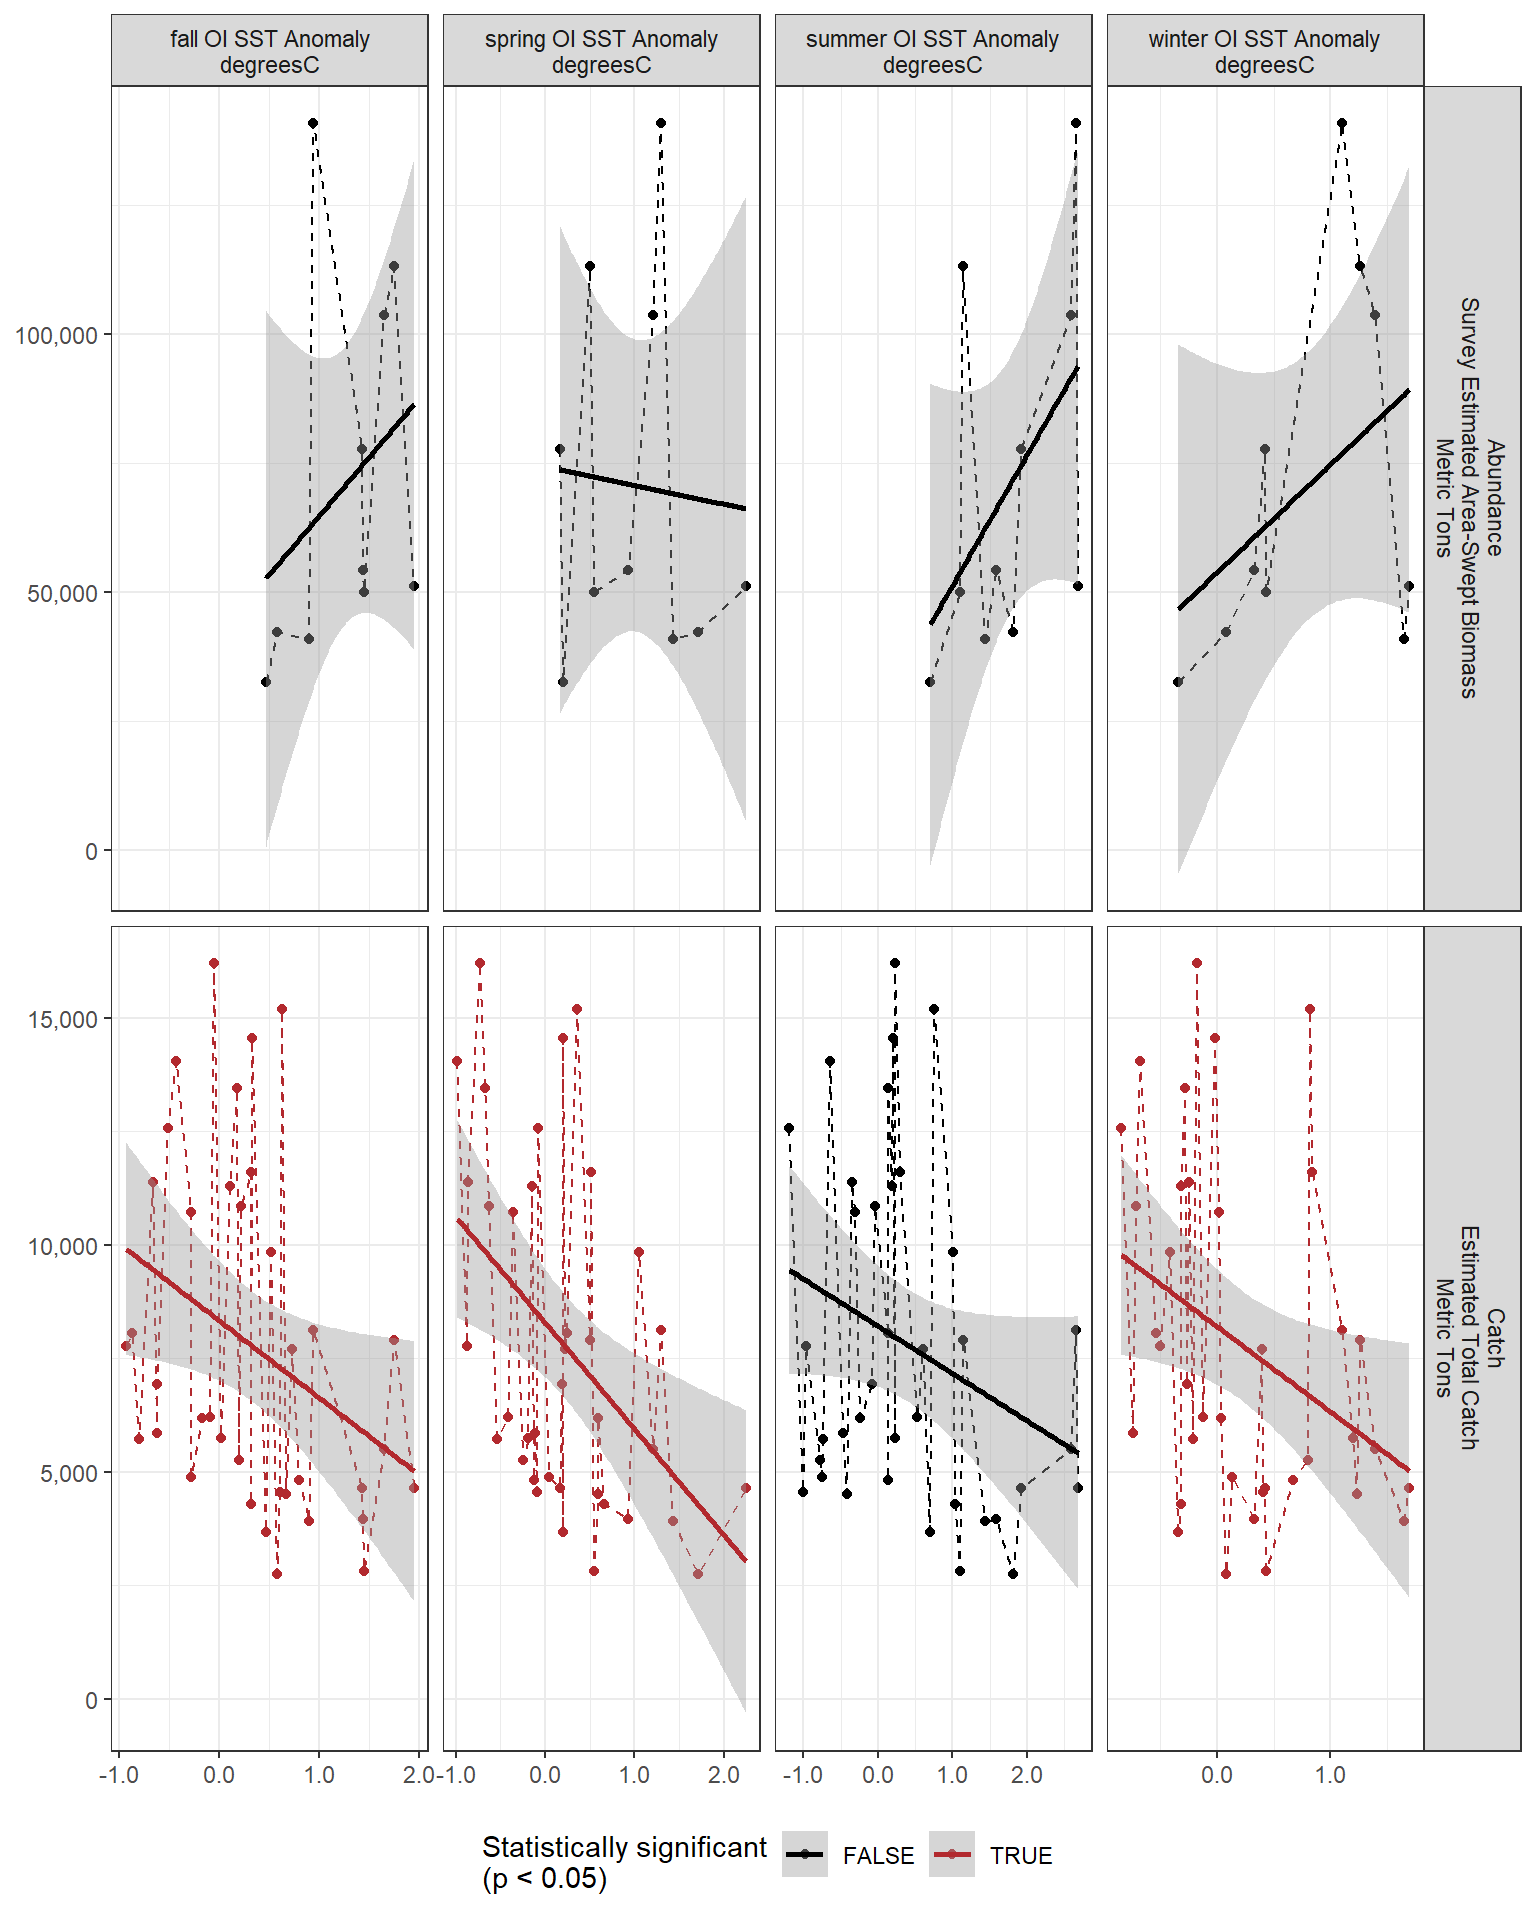 fall OI SST Anomaly
degreesC
spring OI SST Anomaly
degreesC
summer OI SST Anomaly
degreesC
winter OI SST Anomaly
degreesC
100,000
50,000
0
Abundance
Survey Estimated Area-Swept Biomass
Metric Tons
15,000
10,000
5,000
0
Catch
Estimated Total Catch
Metric Tons
-1.0 0.0 1.0 2.0
-1.0 0.0 1.0 2.0
-1.0 0.0 1.0 2.0
0.0 1.0
Statistically significant
(p < 0.05)
FALSE
TRUE